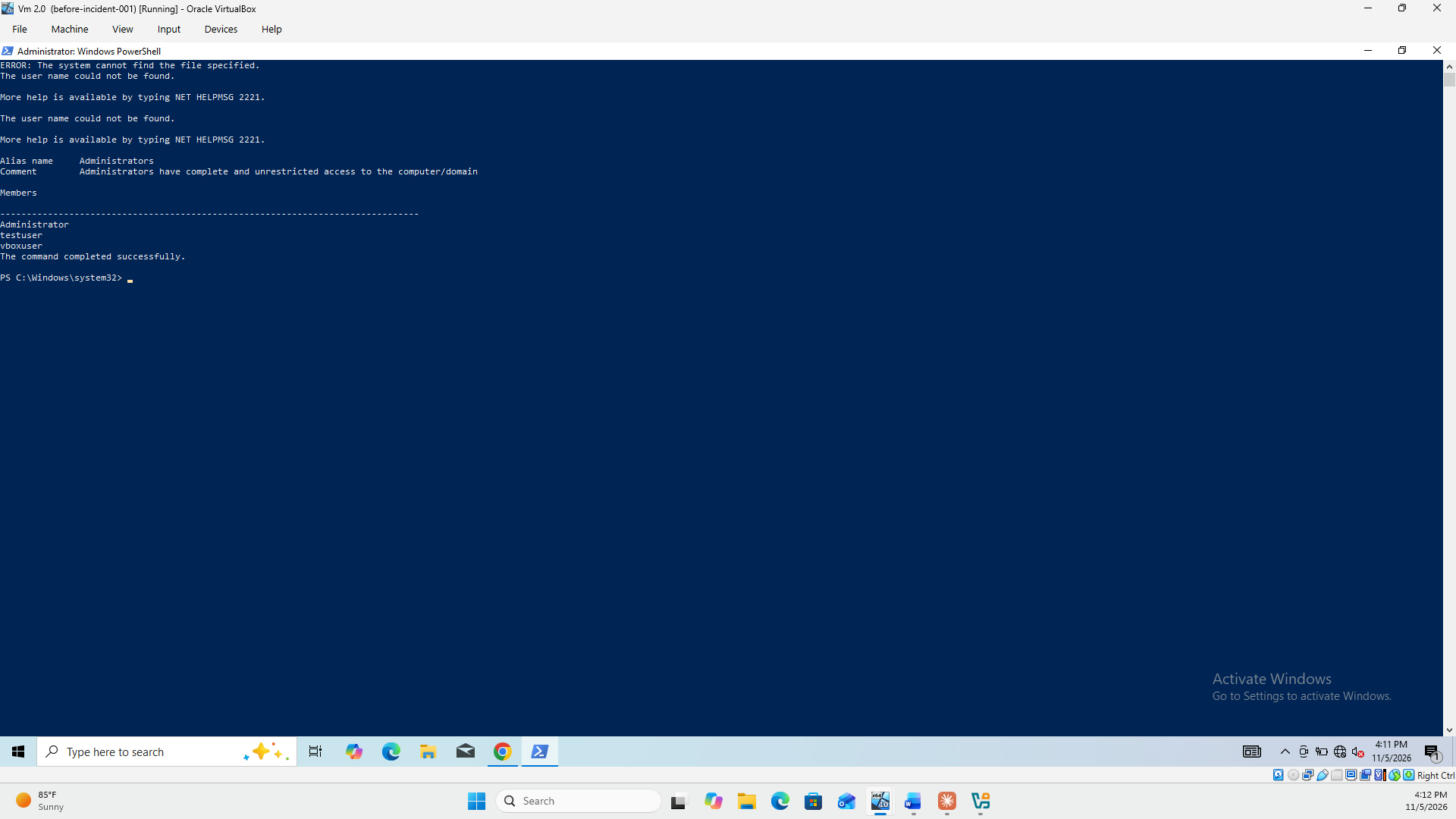 Vm 2.0 (before-incident-001) [Running] - Oracle VirtualBox
File Machine View Input Devices Help
Administrator: Windows PowerShell
ERROR: The system cannot find the file specified.
The user name could not be found.
More help is available by typing NET HELPMSG 2221.
The user name could not be found.
More help is available by typing NET HELPMSG 2221.
Alias name     Administrators
Comment        Administrators have complete and unrestricted access to the computer/domain
Members
-------------------------------------------------------------------------------
Administrator
testuser
vboxuser
The command completed successfully.
PS C:\Windows\system32>
Activate Windows
Go to Settings to activate Windows.
Type here to search
4:11 PM
11/5/2026
1
Right Ctrl
85°F
Sunny
Search
4:12 PM
11/5/2026